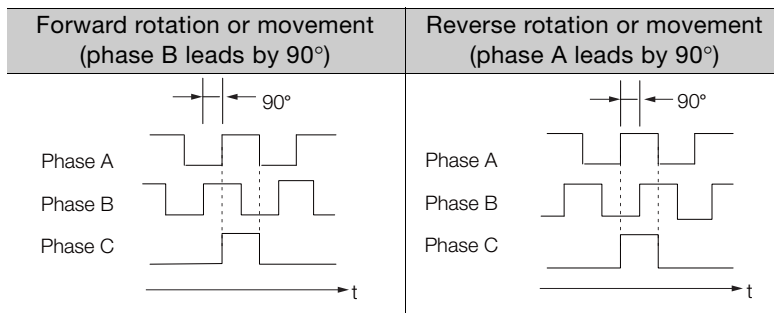 Forward rotation or movement
(phase B leads by 90°)
Reverse rotation or movement
(phase A leads by 90°)
90°
Phase A
Phase B
Phase C
t
90°
Phase A
Phase B
Phase C
t